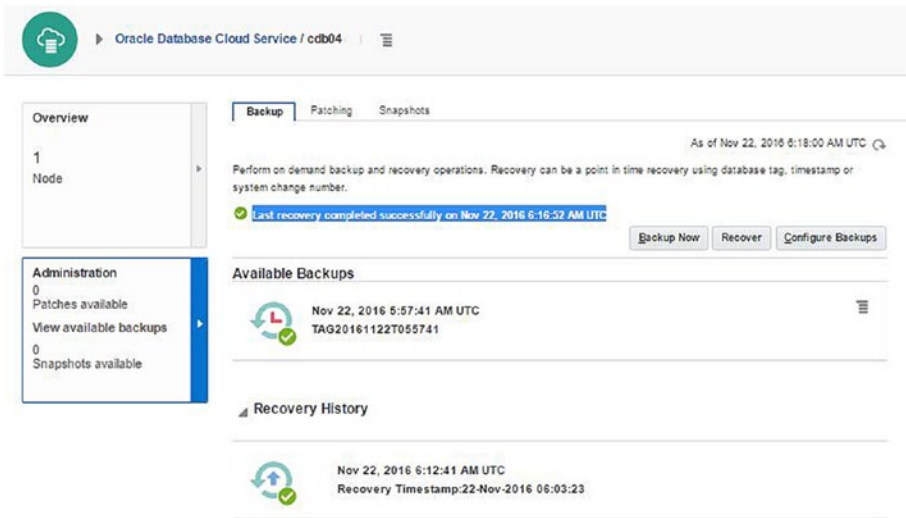 Oracle Database Cloud Service / cdb04
Overview
1
Node
Administration
0
Patches available
View available backups
0
Snapshots available
Backup
Patching
Snapshots
As of Nov 22, 2016 6:18:00 AM UTC
Perform on demand backup and recovery operations. Recovery can be a point in time recovery using database tag, timestamp or
system change number.
Last recovery completed successfully on Nov 22, 2016 6:16:52 AM UTC
Backup Now
Recover
Configure Backups
Available Backups
Nov 22, 2016 5:57:41 AM UTC
TAG20161122T055741
Recovery History
Nov 22, 2016 6:12:41 AM UTC
Recovery Timestamp:22-Nov-2016 06:03:23